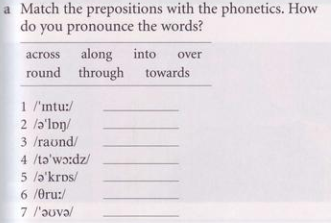 a Match the prepositions with the phonetics. How
do you pronounce the words?
across along into over
round through towards
1 /ˈɪntuː/
2 /əˈlɒŋ/
3 /raʊnd/
4 /təˈwɔːdz/
5 /əˈkrɒs/
6 /θruː/
7 /ˈəʊvə/